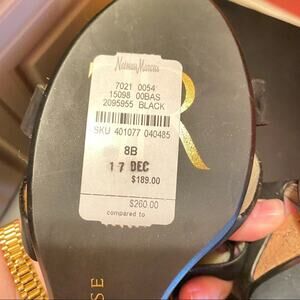 Neiman Marcus
7021 0054
15098 00BAS
2095955 BLACK
SKU 401077 040485
8B
17 DEC
$189.00
$260.00
compared to
R
SE